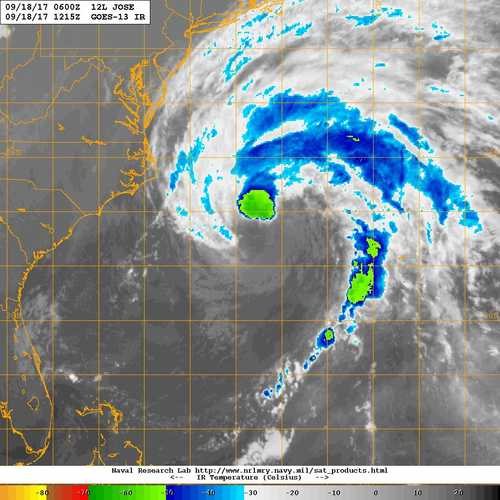 09/18/17 0600Z 12L JOSE
09/18/17 1215Z GOES-13 IR
Naval Research Lab http://www.nrlmry.navy.mil/sat_products.html
<-- IR Temperature (Celsius) -->
-80 -70 -60 -50 -40 -30 -20 -10 0 10 20